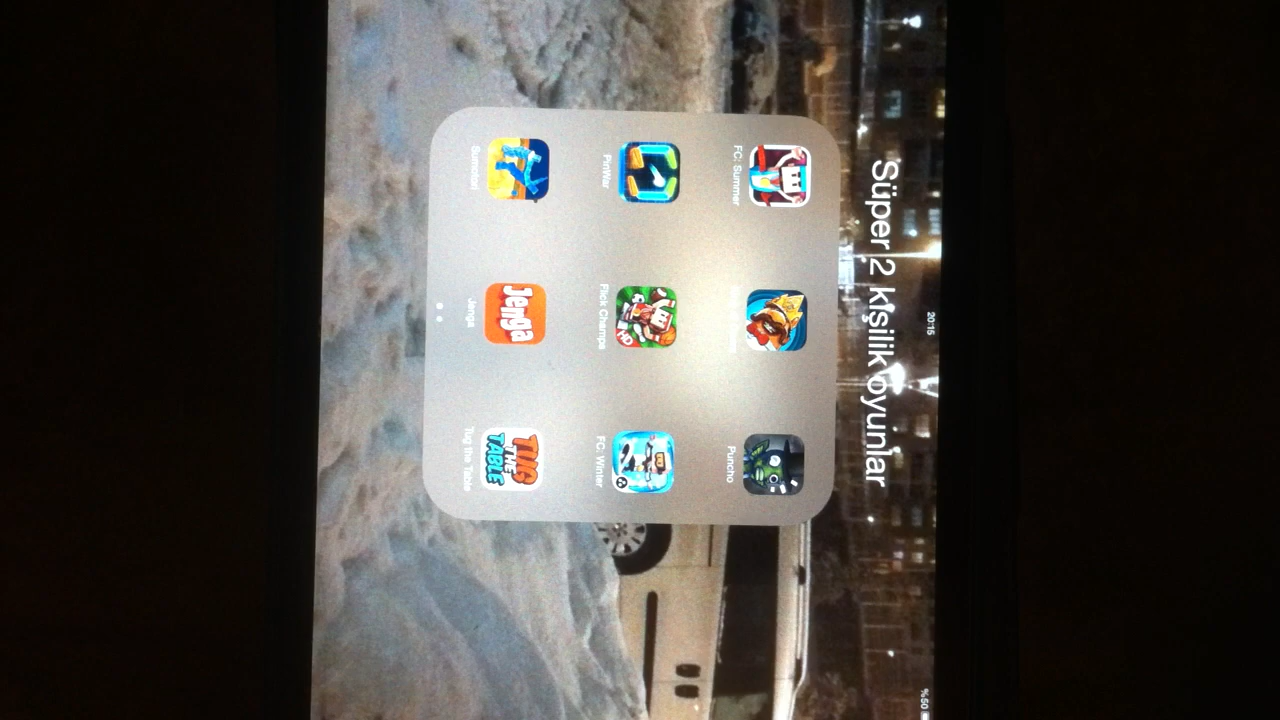 20:15
%50
Süper 2 kişilik oyunlar
FC: Summer
Puncho
PinWar
Flick Champs
HD
FC: Winter
Sumotori
Jenga
Jenga
TUG THE TABLE
Tug the Table